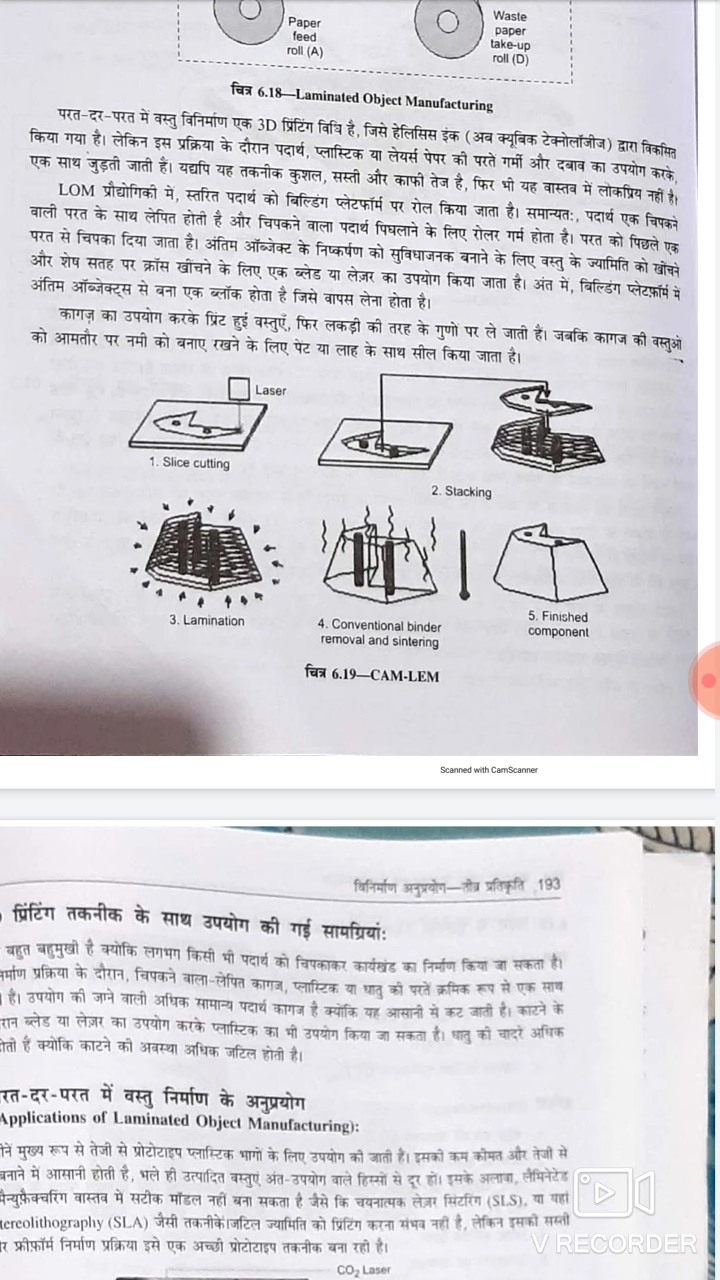 Paper
feed
roll (A)
Waste
paper
take-up
roll (D)
चित्र 6.18—Laminated Object Manufacturing
परत-दर-परत में वस्तु विनिर्माण एक 3D प्रिंटिंग विधि है, जिसे हेलिसिस इंक (अब क्यूबिक टेक्नोलॉजीज) द्वारा विकसित
किया गया है। लेकिन इस प्रक्रिया के दौरान पदार्थ, प्लास्टिक या लेयर्स पेपर की परतें गर्मी और दबाव का उपयोग करके,
एक साथ जुड़ती जाती हैं। यद्यपि यह तकनीक कुशल, सस्ती और काफी तेज है, फिर भी यह वास्तव में लोकप्रिय नहीं है।
LOM प्रौद्योगिकी में, स्तरित पदार्थ को बिल्डिंग प्लेटफॉर्म पर रोल किया जाता है। सामान्यतः, पदार्थ एक चिपकने
वाली परत के साथ लेपित होती है और चिपकने वाला पदार्थ पिघलाने के लिए रोलर गर्म होता है। परत को पिछले एक
परत से चिपका दिया जाता है। अंतिम ऑब्जेक्ट के निष्कर्षण को सुविधाजनक बनाने के लिए वस्तु के ज्यामिति को खींचने
और शेष सतह पर क्रॉस खींचने के लिए एक ब्लेड या लेज़र का उपयोग किया जाता है। अंत में, बिल्डिंग प्लेटफ़ॉर्म में
अंतिम ऑब्जेक्ट्स से बना एक ब्लॉक होता है जिसे वापस लेना होता है।
कागज़ का उपयोग करके प्रिंट हुई वस्तुएँ, फिर लकड़ी की तरह के गुणो पर ले जाती हैं। जबकि कागज की वस्तुओ
को आमतौर पर नमी को बनाए रखने के लिए पेंट या लाह के साथ सील किया जाता है।
Laser
1. Slice cutting
2. Stacking
3. Lamination
4. Conventional binder
removal and sintering
5. Finished
component
चित्र 6.19—CAM-LEM
Scanned with CamScanner
विनिर्माण अनुप्रयोग—तीव्र प्रतिकृति 193
प्रिंटिंग तकनीक के साथ उपयोग की गई सामग्रियां:
बहुत बहुमुखी है क्योंकि लगभग किसी भी पदार्थ को चिपकाकर कार्यखंड का निर्माण किया जा सकता है।
र्माण प्रक्रिया के दौरान, चिपकने वाला-लेपित कागज, प्लास्टिक या धातु की परतें क्रमिक रूप से एक साथ
हैं। उपयोग की जाने वाली अधिक सामान्य पदार्थ कागज है क्योंकि यह आसानी से कट जाती है। काटने के
रान ब्लेड या लेज़र का उपयोग करके प्लास्टिक का भी उपयोग किया जा सकता है। धातु की चादरें अधिक
ोती हैं क्योंकि काटने की अवस्था अधिक जटिल होती है।
रत-दर-परत में वस्तु निर्माण के अनुप्रयोग
Applications of Laminated Object Manufacturing):
नें मुख्य रूप से तेजी से प्रोटोटाइप प्लास्टिक भागो के लिए उपयोग की जाती है। इसकी कम कीमत और तेजी से
बनाने में आसानी होती है, भले ही उत्पादित वस्तुएं अंत-उपयोग वाले हिस्सों से दूर हो। इसके अलावा, लैमिनेटेड
मैन्युफ़ैक्चरिंग वास्तव में सटीक मॉडल नहीं बना सकता है जैसे कि चयनात्मक लेज़र सिंटरिंग (SLS), या यहां
tereolithography (SLA) जैसी तकनीकें।जटिल ज्यामिति को प्रिंटिंग करना संभव नहीं है, लेकिन इसकी सस्ती
र फ्रीफ़ॉर्म निर्माण प्रक्रिया इसे एक अच्छी प्रोटोटाइप तकनीक बना रही है।
CO₂ Laser
V RECORDER